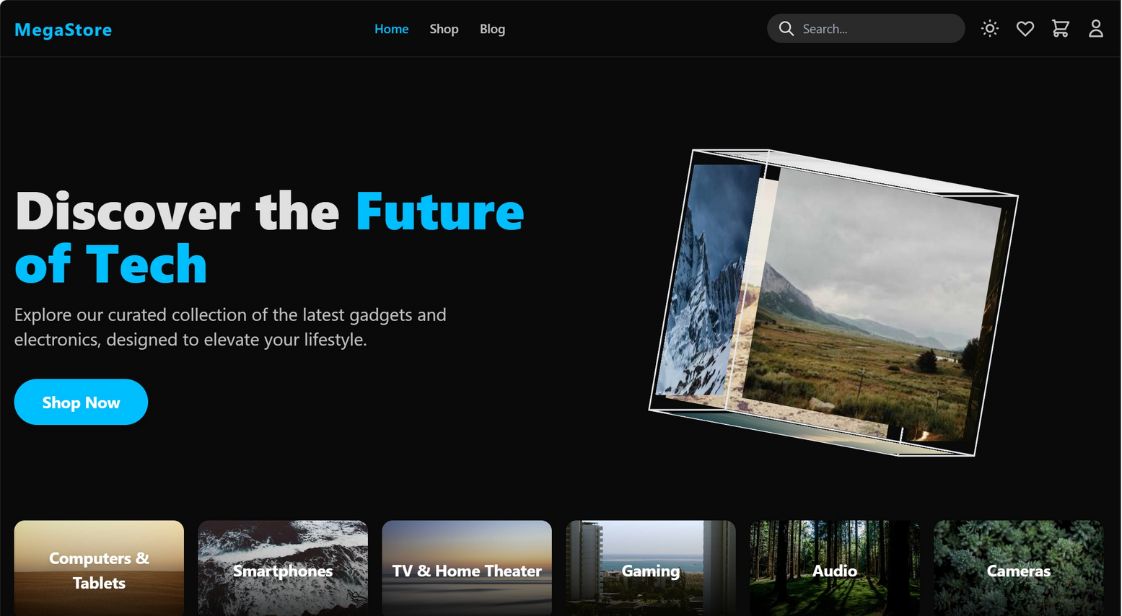 MegaStore
Home
Shop
Blog
Search...
Discover the Future
of Tech
Explore our curated collection of the latest gadgets and
electronics, designed to elevate your lifestyle.
Shop Now
Computers &
Tablets
Smartphones
TV & Home Theater
Gaming
Audio
Cameras